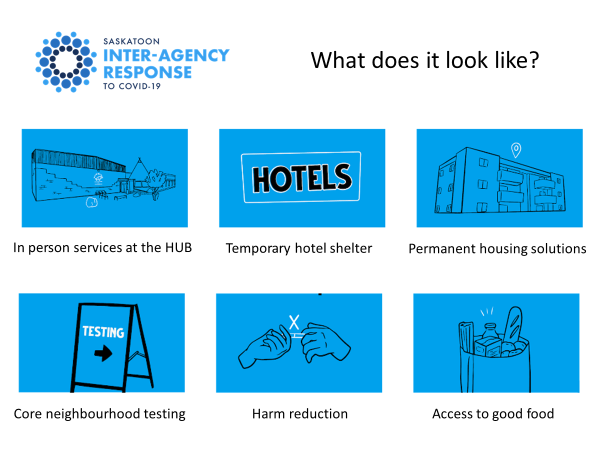 SASKATOON
INTER-AGENCY
RESPONSE
TO COVID-19
What does it look like?
HOTELS
In person services at the HUB
Temporary hotel shelter
Permanent housing solutions
TESTING
X
Core neighbourhood testing
Harm reduction
Access to good food